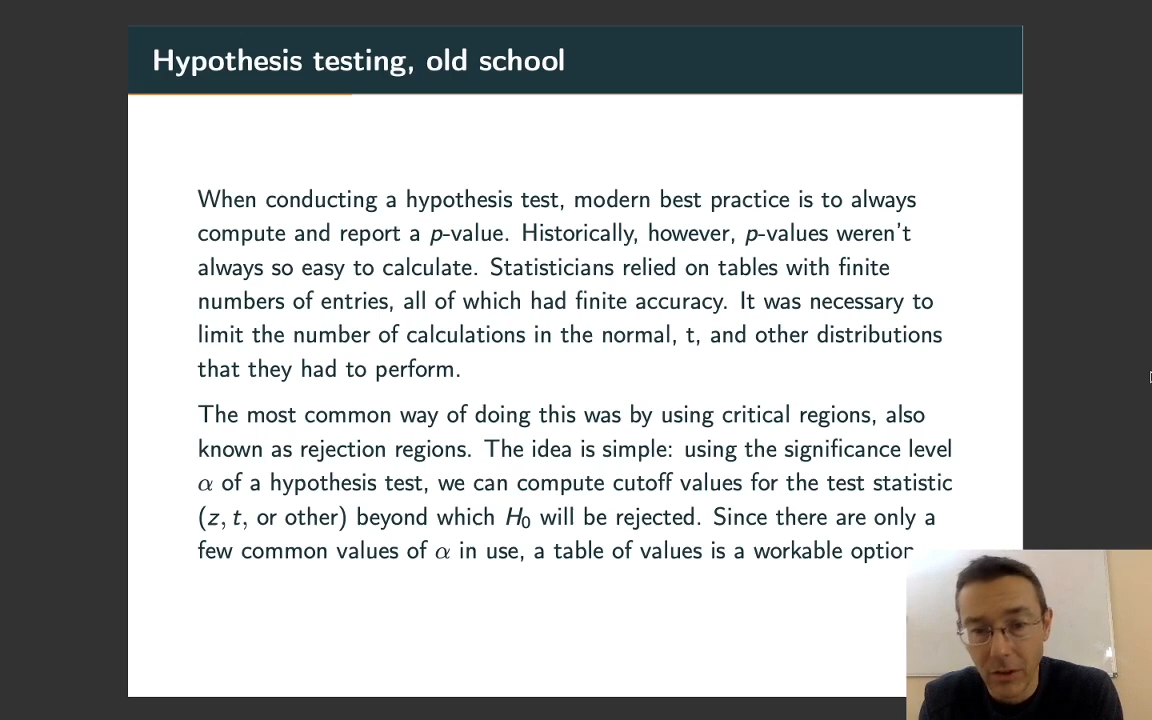 Hypothesis testing, old school
When conducting a hypothesis test, modern best practice is to always
compute and report a p-value. Historically, however, p-values weren't
always so easy to calculate. Statisticians relied on tables with finite
numbers of entries, all of which had finite accuracy. It was necessary to
limit the number of calculations in the normal, t, and other distributions
that they had to perform.
The most common way of doing this was by using critical regions, also
known as rejection regions. The idea is simple: using the significance level
α of a hypothesis test, we can compute cutoff values for the test statistic
(z, t, or other) beyond which H₀ will be rejected. Since there are only a
few common values of α in use, a table of values is a workable option